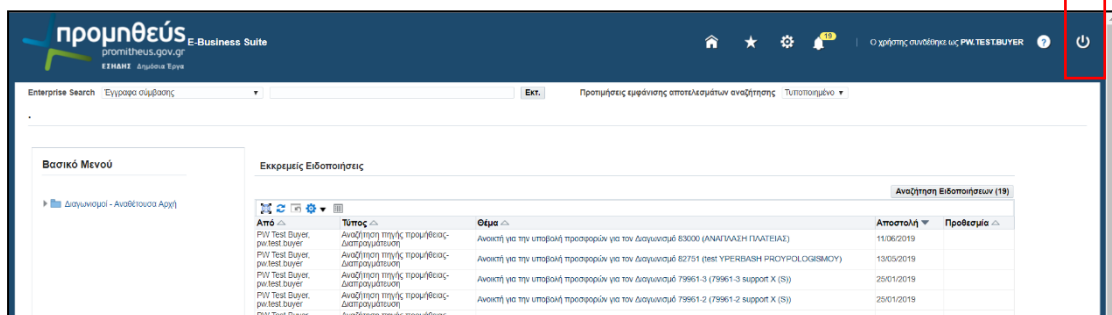 προμηθεύς E-Business Suite
promitheus.gov.gr
ΕΣΗΔΗΣ Δημόσια Έργα
19
Ο χρήστης συνδέθηκε ως PW.TEST.BUYER ?
Enterprise Search Έγγραφα σύμβασης Εκτ. Προτιμήσεις εμφάνισης αποτελεσμάτων αναζήτησης Τυποποιημένο
Βασικό Μενού
Διαγωνισμοί - Αναθέτουσα Αρχή
Εκκρεμείς Ειδοποιήσεις
Αναζήτηση Ειδοποιήσεων (19)
Από Τύπος Θέμα Αποστολή Προθεσμία
PW Test Buyer, Αναζήτηση πηγής προμήθειας- Ανοικτή για την υποβολή προσφορών για τον Διαγωνισμό 83000 (ΑΝΑΠΛΑΣΗ ΠΛΑΤΕΙΑΣ) 11/06/2019
pw.test.buyer Διαπραγμάτευση
PW Test Buyer, Αναζήτηση πηγής προμήθειας- Ανοικτή για την υποβολή προσφορών για τον Διαγωνισμό 82751 (test YPERBASH PROYPOLOGISMOY) 13/05/2019
pw.test.buyer Διαπραγμάτευση
PW Test Buyer, Αναζήτηση πηγής προμήθειας- Ανοικτή για την υποβολή προσφορών για τον Διαγωνισμό 79961-3 (79961-3 support X (S)) 25/01/2019
pw.test.buyer Διαπραγμάτευση
PW Test Buyer, Αναζήτηση πηγής προμήθειας- Ανοικτή για την υποβολή προσφορών για τον Διαγωνισμό 79961-2 (79961-2 support X (S)) 25/01/2019
pw.test.buyer Διαπραγμάτευση
PW Test Buyer, Αναζήτηση πηγής προμήθειας-